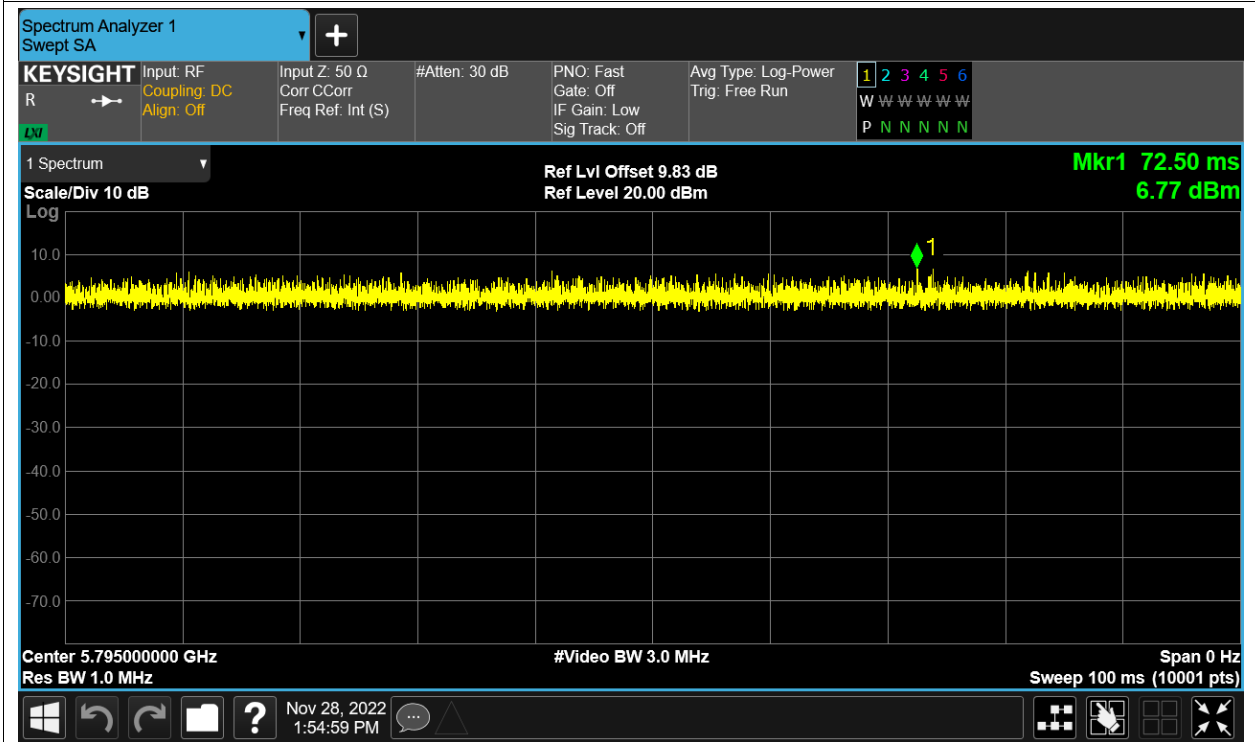 Spectrum Analyzer 1
Swept SA
+
KEYSIGHT
R
LXI
Input: RF
Coupling: DC
Align: Off
Input Z: 50 Ω
Corr CCorr
Freq Ref: Int (S)
#Atten: 30 dB
PNO: Fast
Gate: Off
IF Gain: Low
Sig Track: Off
Avg Type: Log-Power
Trig: Free Run
1 2 3 4 5 6
W W W W W W
P N N N N N
1 Spectrum
Scale/Div 10 dB
Ref Lvl Offset 9.83 dB
Ref Level 20.00 dBm
Mkr1 72.50 ms
6.77 dBm
Log
1
10.0
0.00
-10.0
-20.0
-30.0
-40.0
-50.0
-60.0
-70.0
Center 5.795000000 GHz
Res BW 1.0 MHz
#Video BW 3.0 MHz
Span 0 Hz
Sweep 100 ms (10001 pts)
?
Nov 28, 2022
1:54:59 PM